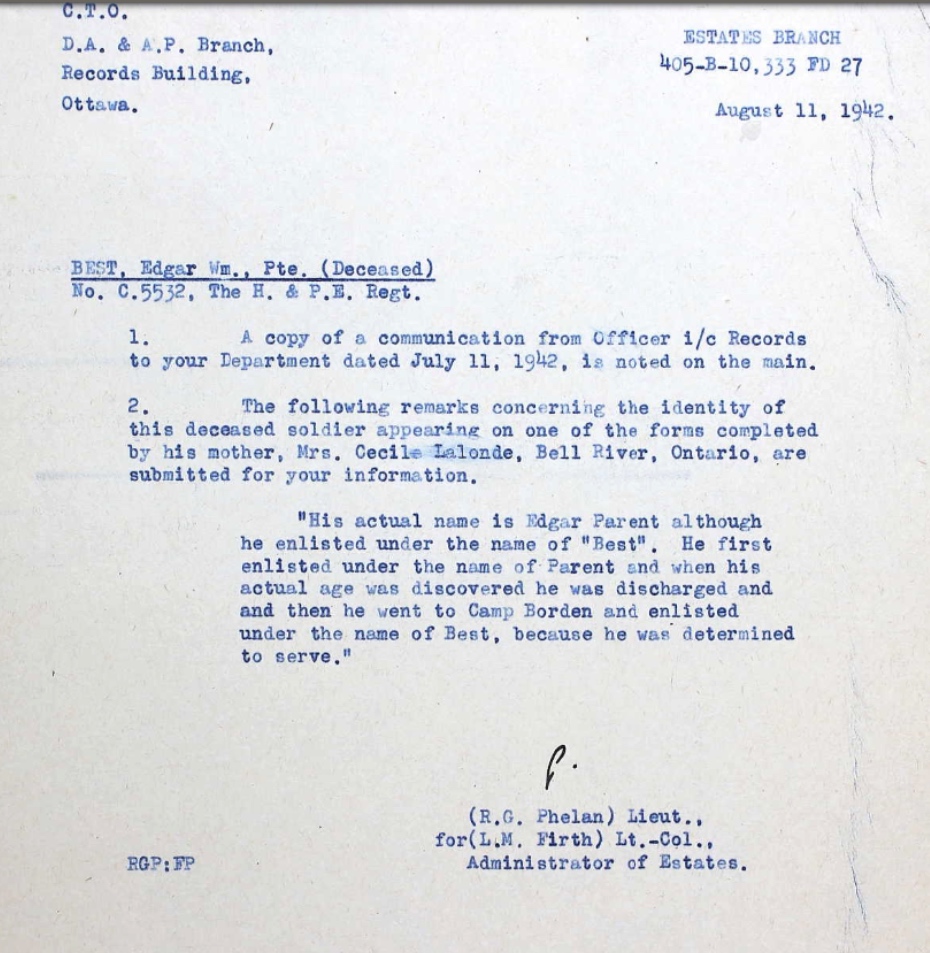 C.T.O.
D.A. & A.P. Branch,
Records Building,
Ottawa.
ESTATES BRANCH
405-B-10,333 FD 27
August 11, 1942.
BEST, Edgar Wm., Pte. (Deceased)
No. C.5532, The H. & P.E. Regt.
1. A copy of a communication from Officer i/c Records
to your Department dated July 11, 1942, is noted on the main.
2. The following remarks concerning the identity of
this deceased soldier appearing on one of the forms completed
by his mother, Mrs. Cecile Lalonde, Bell River, Ontario, are
submitted for your information.
"His actual name is Edgar Parent although
he enlisted under the name of "Best". He first
enlisted under the name of Parent and when his
actual age was discovered he was discharged and
and then he went to Camp Borden and enlisted
under the name of Best, because he was determined
to serve."
P.
(R.G. Phelan) Lieut.,
for(L.M. Firth) Lt.-Col.,
Administrator of Estates.
RGP:FP